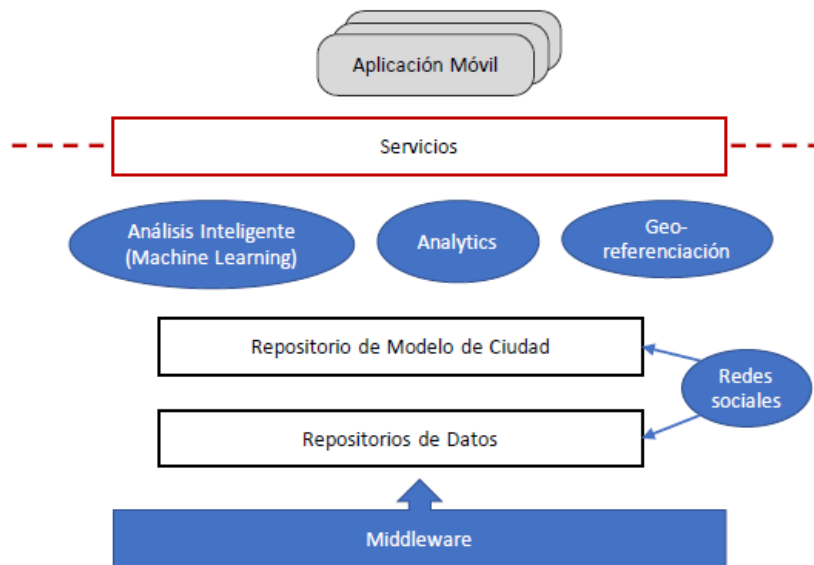 Aplicación Móvil
Servicios
Análisis Inteligente
(Machine Learning)
Analytics
Geo-
referenciación
Repositorio de Modelo de Ciudad
Redes
sociales
Repositorios de Datos
Middleware